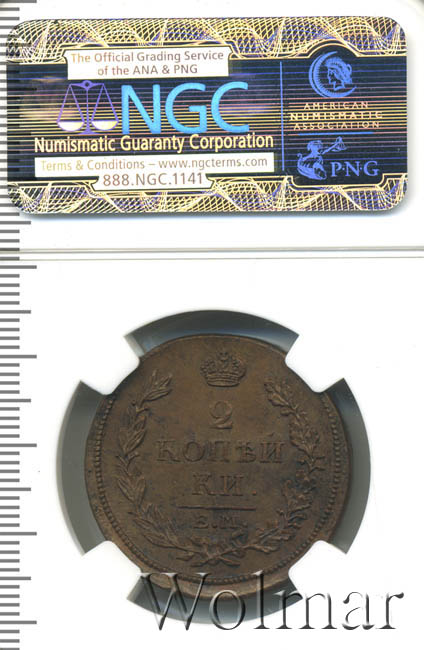 The Official Grading Service
of the ANA & PNG
NGC
Numismatic Guaranty Corporation
Terms & Conditions – www.ngcterms.com
888.NGC.1141
AMERICAN
NUMISMATIC
ASSOCIATION
PNG
2
КОПѢЙ
КИ.
Е.М.
Wolmar